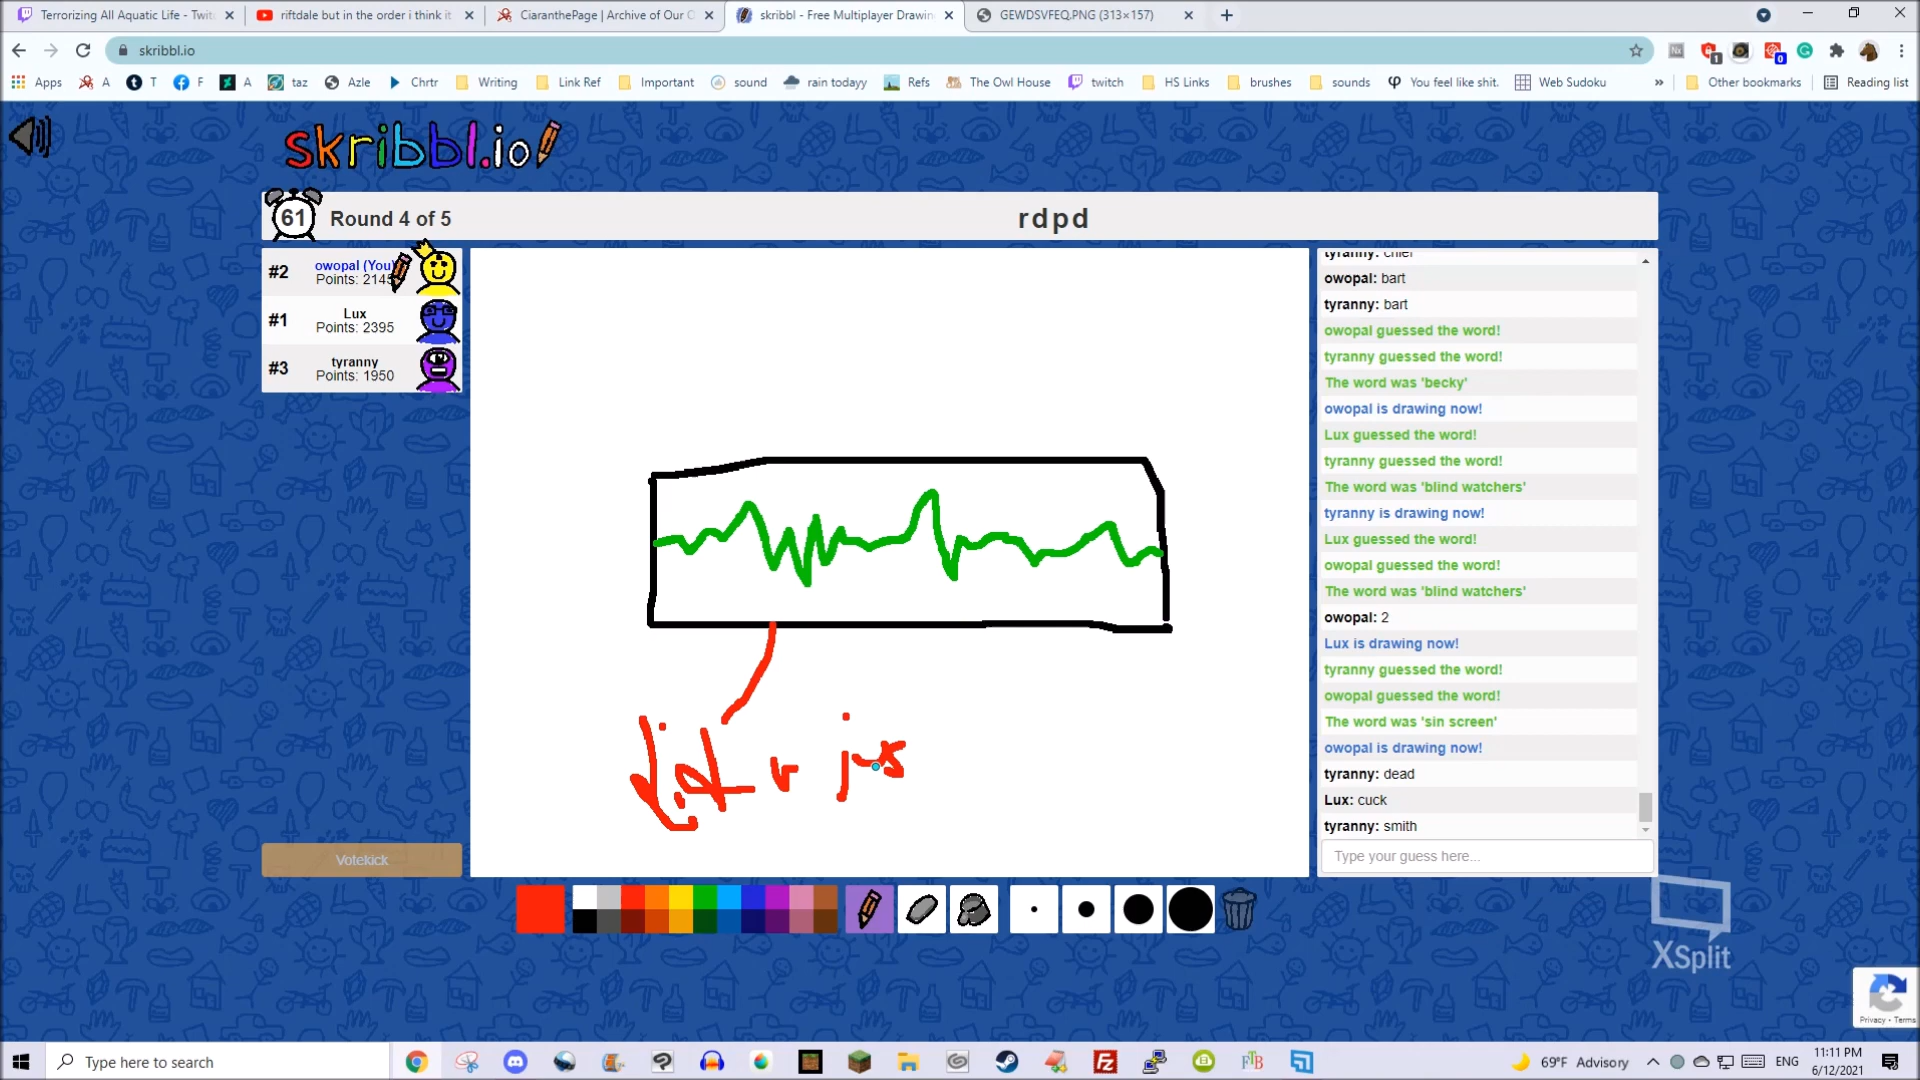 Terrorizing All Aquatic Life - Twit
riftdale but in the order i think it
CiaranthePage | Archive of Our O
skribbl - Free Multiplayer Drawin
GEWDSVFEQ.PNG (313×157)
skribbl.io
Apps
A
T
F
A
taz
Azle
Chrtr
Writing
Link Ref
Important
sound
rain todayy
Refs
The Owl House
twitch
HS Links
brushes
sounds
You feel like shit.
Web Sudoku
»
Other bookmarks
Reading list
skribbl.io
61
Round 4 of 5
rdpd
#2
owopal (You)
Points: 2145
#1
Lux
Points: 2395
#3
tyranny
Points: 1950
Votekick
tyranny: chief
owopal: bart
tyranny: bart
owopal guessed the word!
tyranny guessed the word!
The word was 'becky'
owopal is drawing now!
Lux guessed the word!
tyranny guessed the word!
The word was 'blind watchers'
tyranny is drawing now!
Lux guessed the word!
owopal guessed the word!
The word was 'blind watchers'
owopal: 2
Lux is drawing now!
tyranny guessed the word!
owopal guessed the word!
The word was 'sin screen'
owopal is drawing now!
tyranny: dead
Lux: cuck
tyranny: smith
Type your guess here...
XSplit
Privacy - Terms
Type here to search
69°F Advisory
ENG
11:11 PM
6/12/2021